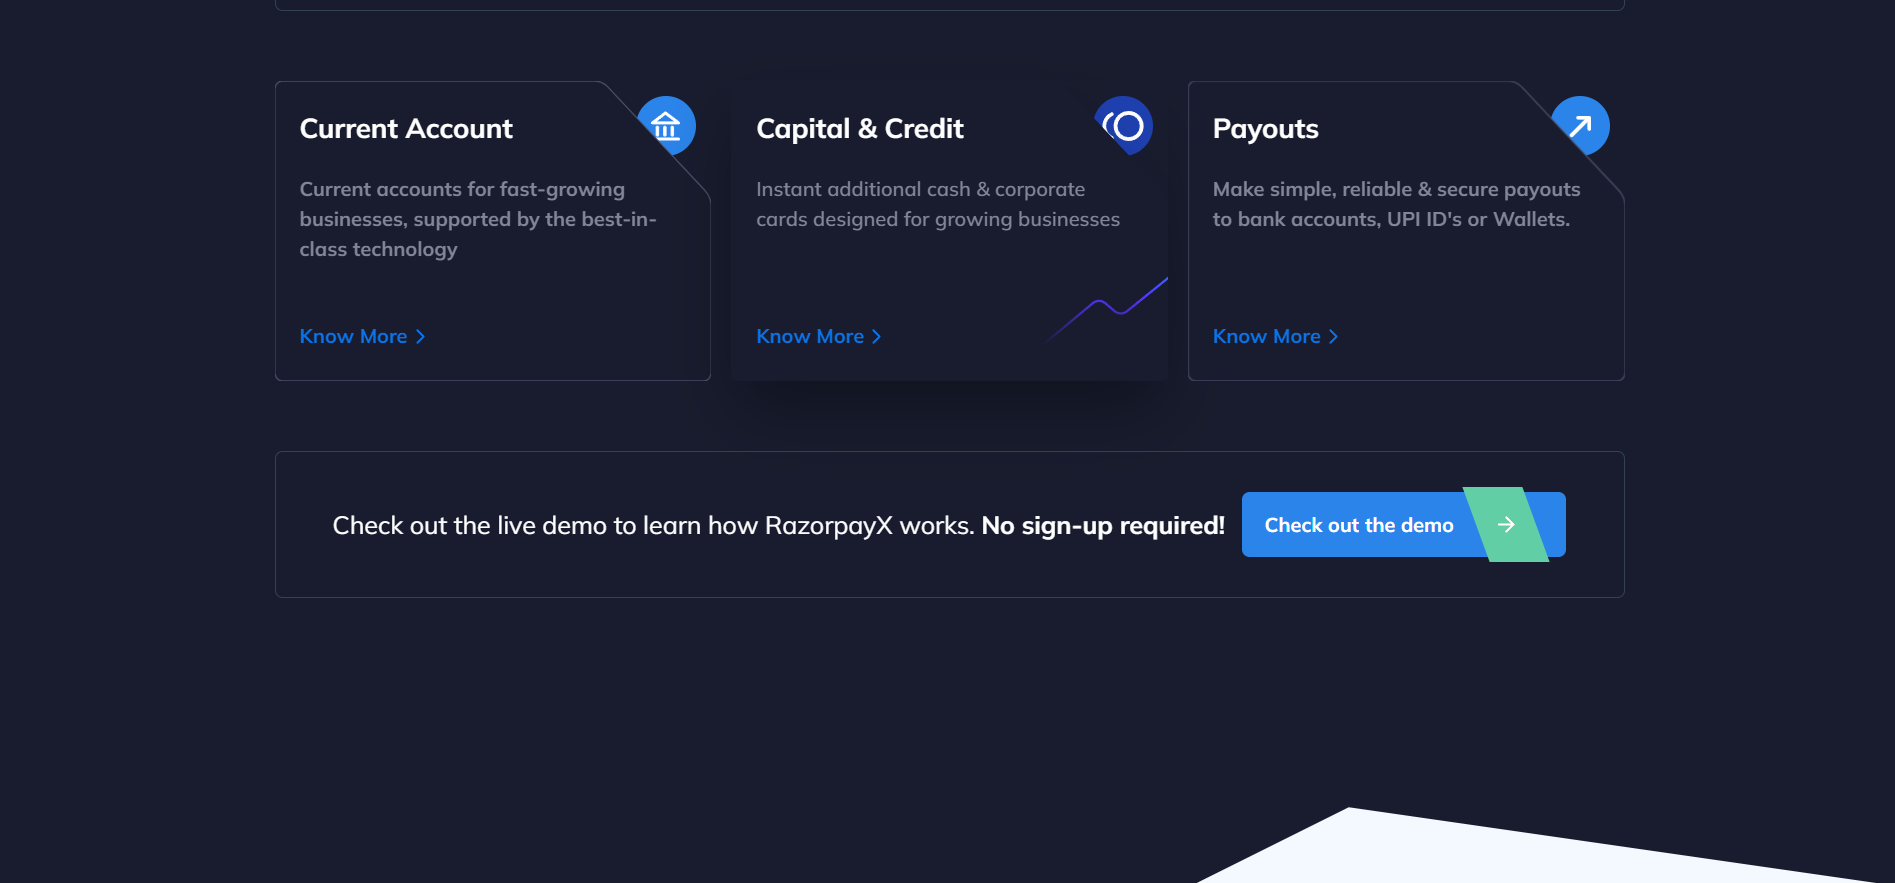 Current Account
Current accounts for fast-growing
businesses, supported by the best-in-
class technology
Know More
Capital & Credit
Instant additional cash & corporate
cards designed for growing businesses
Know More
Payouts
Make simple, reliable & secure payouts
to bank accounts, UPI ID's or Wallets.
Know More
Check out the live demo to learn how RazorpayX works. No sign-up required!
Check out the demo